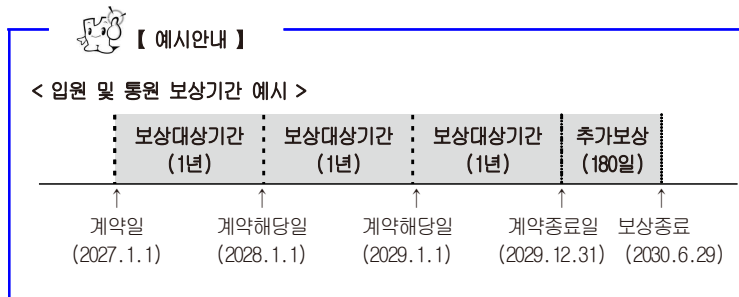 【 예시안내 】
< 입원 및 통원 보상기간 예시 >
보상대상기간 보상대상기간 보상대상기간 추가보상
(1년) (1년) (1년) (180일)
↑ ↑ ↑ ↑ ↑
계약일 계약해당일 계약해당일 계약종료일 보상종료
(2027.1.1) (2028.1.1) (2029.1.1) (2029.12.31) (2030.6.29)